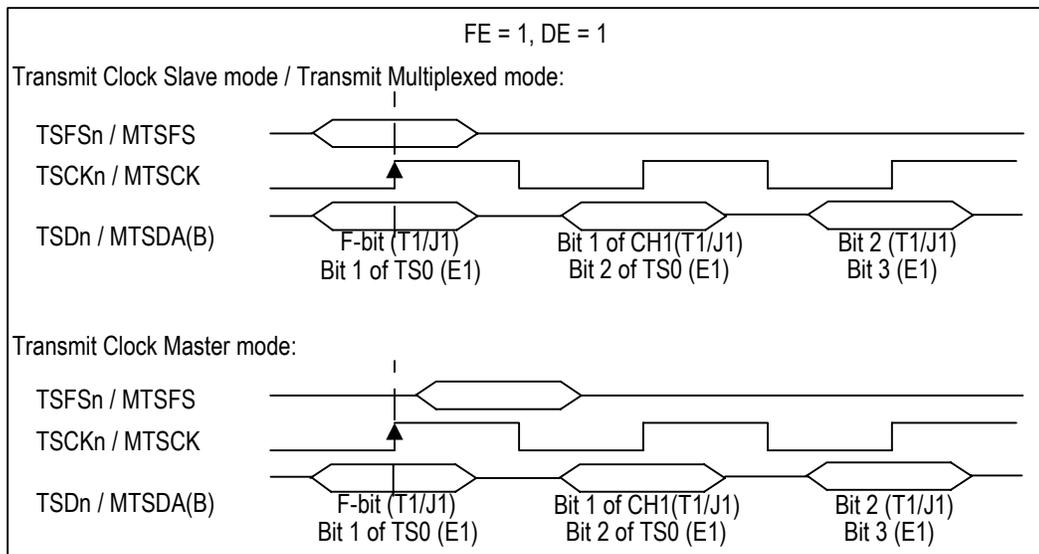 FE = 1, DE = 1
Transmit Clock Slave mode / Transmit Multiplexed mode:
TSFSn / MTSFS
TSCKn / MTSCK
TSDn / MTSDA(B)
F-bit (T1/J1)
Bit 1 of TS0 (E1)
Bit 1 of CH1(T1/J1)
Bit 2 of TS0 (E1)
Bit 2 (T1/J1)
Bit 3 (E1)
Transmit Clock Master mode:
TSFSn / MTSFS
TSCKn / MTSCK
TSDn / MTSDA(B)
F-bit (T1/J1)
Bit 1 of TS0 (E1)
Bit 1 of CH1(T1/J1)
Bit 2 of TS0 (E1)
Bit 2 (T1/J1)
Bit 3 (E1)